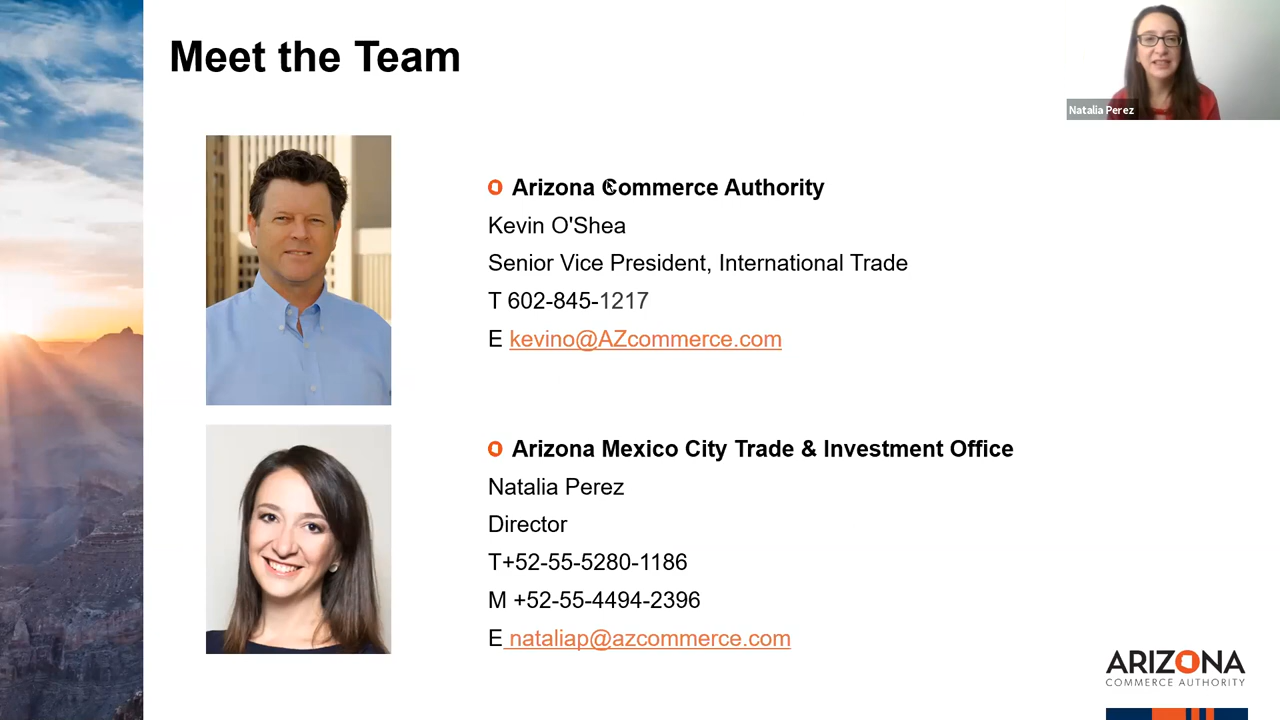 Meet the Team
Natalia Perez
Arizona Commerce Authority
Kevin O'Shea
Senior Vice President, International Trade
T 602-845-1217
E kevino@AZcommerce.com
Arizona Mexico City Trade & Investment Office
Natalia Perez
Director
T+52-55-5280-1186
M +52-55-4494-2396
E nataliap@azcommerce.com
ARIZONA
COMMERCE AUTHORITY